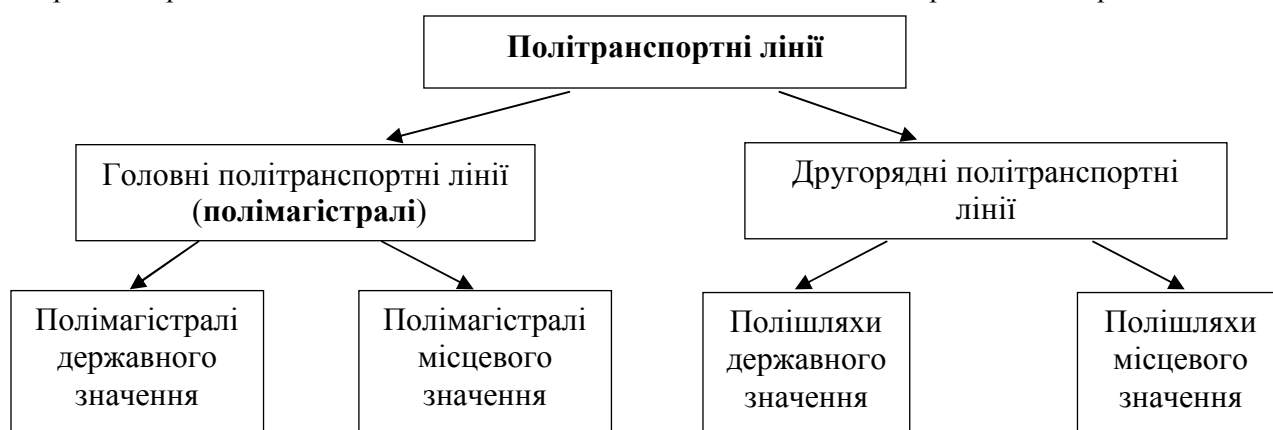 Політранспортні лінії
Головні політранспортні лінії
(полімагістралі)
Другорядні політранспортні
лінії
Полімагістралі
державного
значення
Полімагістралі
місцевого
значення
Полішляхи
державного
значення
Полішляхи
місцевого
значення